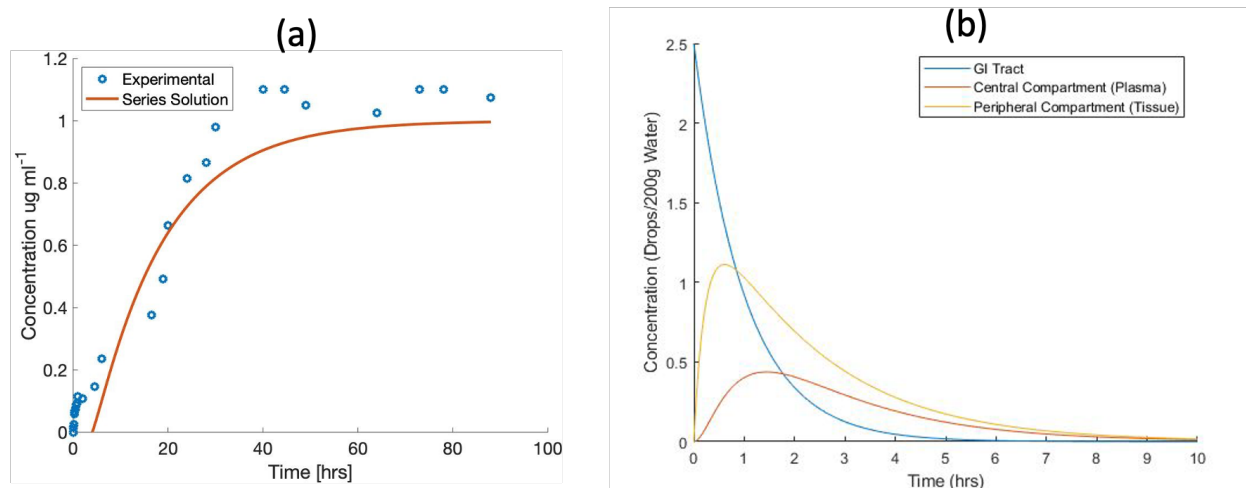 (a)
1.2
1
0.8
0.6
0.4
0.2
0
Concentration ug ml-1
Experimental
Series Solution
0 20 40 60 80 100
Time [hrs]
(b)
2.5
2
1.5
1
0.5
0
Concentration (Drops/200g Water)
GI Tract
Central Compartment (Plasma)
Peripheral Compartment (Tissue)
0 1 2 3 4 5 6 7 8 9 10
Time (hrs)